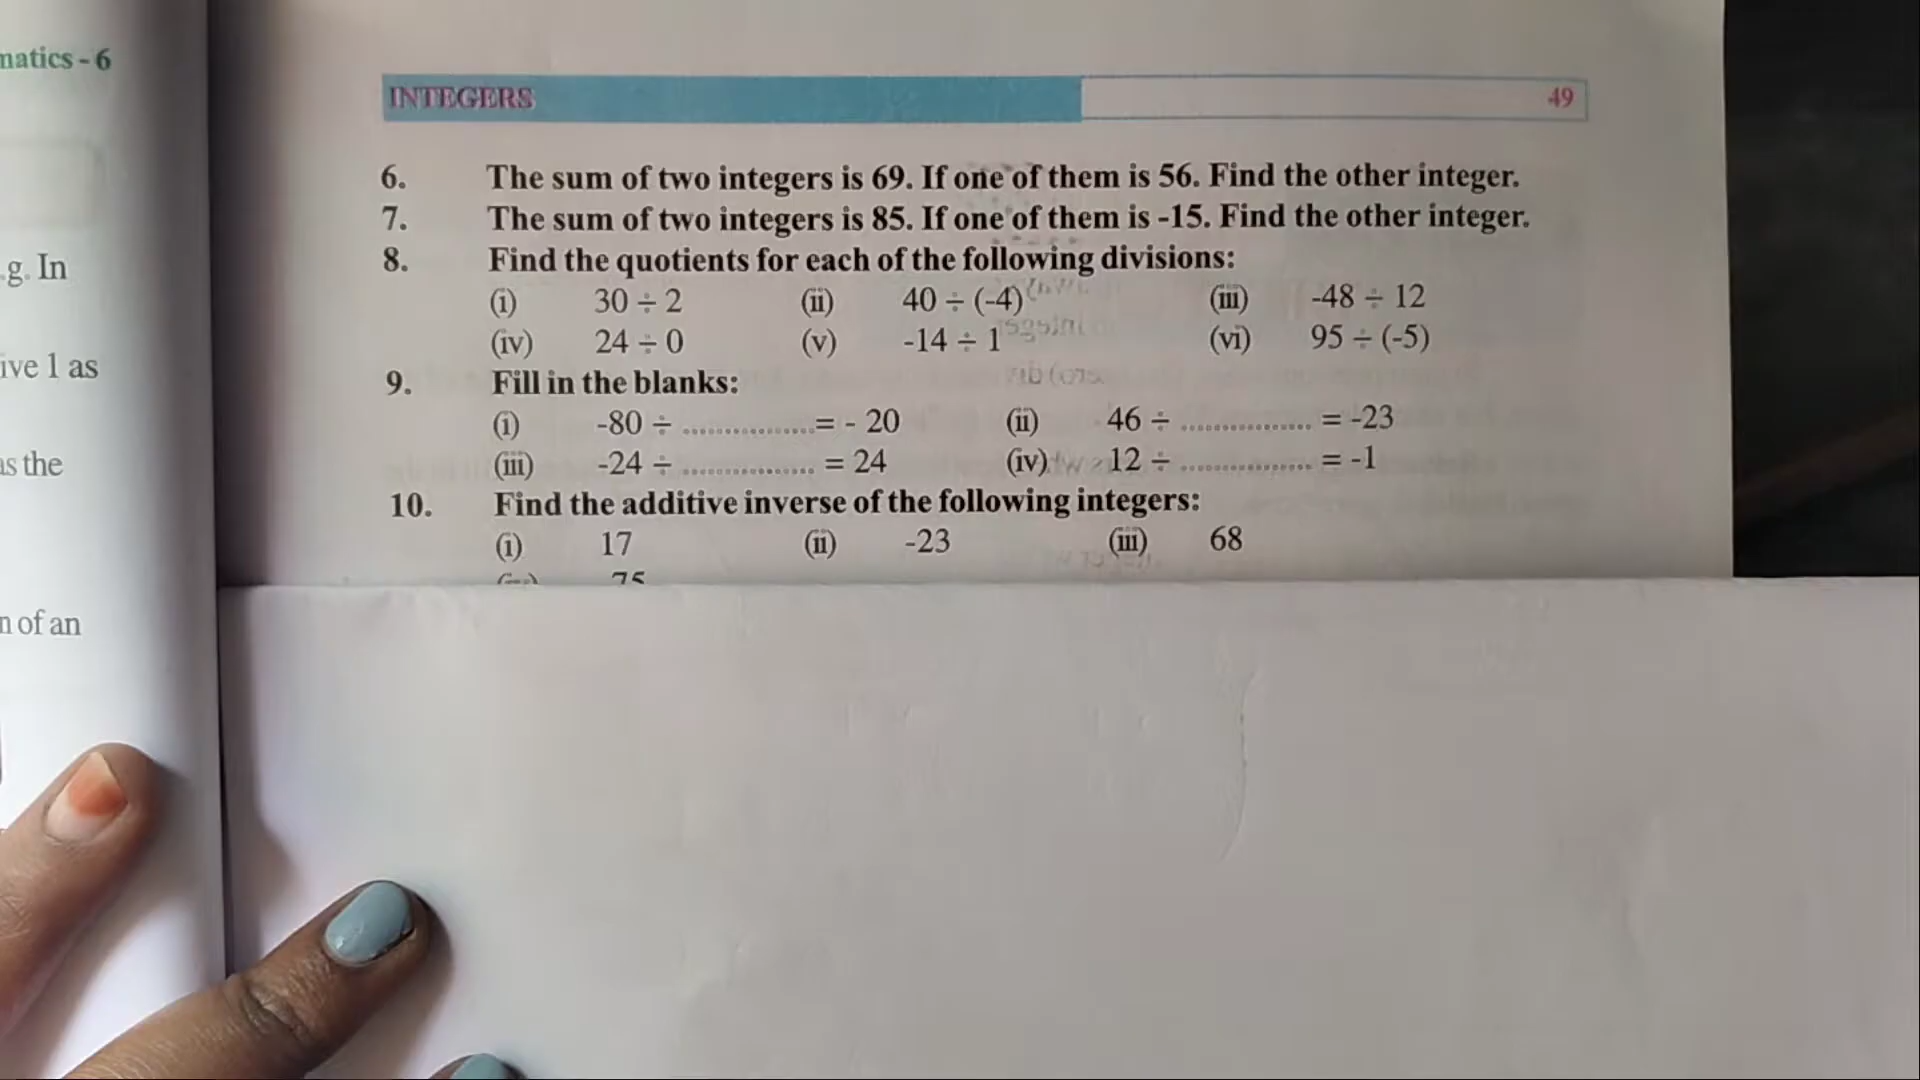 matics - 6
g. In
ive 1 as
as the
n of an
INTEGERS 49
6. The sum of two integers is 69. If one of them is 56. Find the other integer.
7. The sum of two integers is 85. If one of them is -15. Find the other integer.
8. Find the quotients for each of the following divisions:
(i) 30 ÷ 2 (ii) 40 ÷ (-4) (iii) -48 ÷ 12
(iv) 24 ÷ 0 (v) -14 ÷ 1 (vi) 95 ÷ (-5)
9. Fill in the blanks:
(i) -80 ÷ ................= - 20 (ii) 46 ÷ ................ = -23
(iii) -24 ÷ ................ = 24 (iv) 12 ÷ ................ = -1
10. Find the additive inverse of the following integers:
(i) 17 (ii) -23 (iii) 68
75